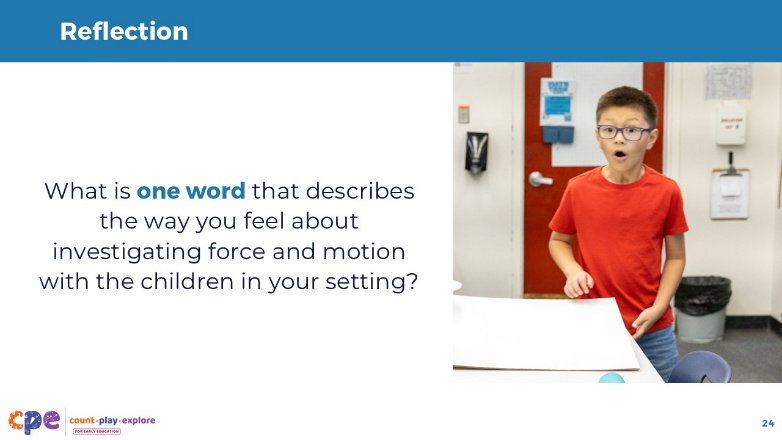 Reflection
What is one word that describes
the way you feel about
investigating force and motion
with the children in your setting?
cpe
count·play·explore
FOR EARLY EDUCATION
24